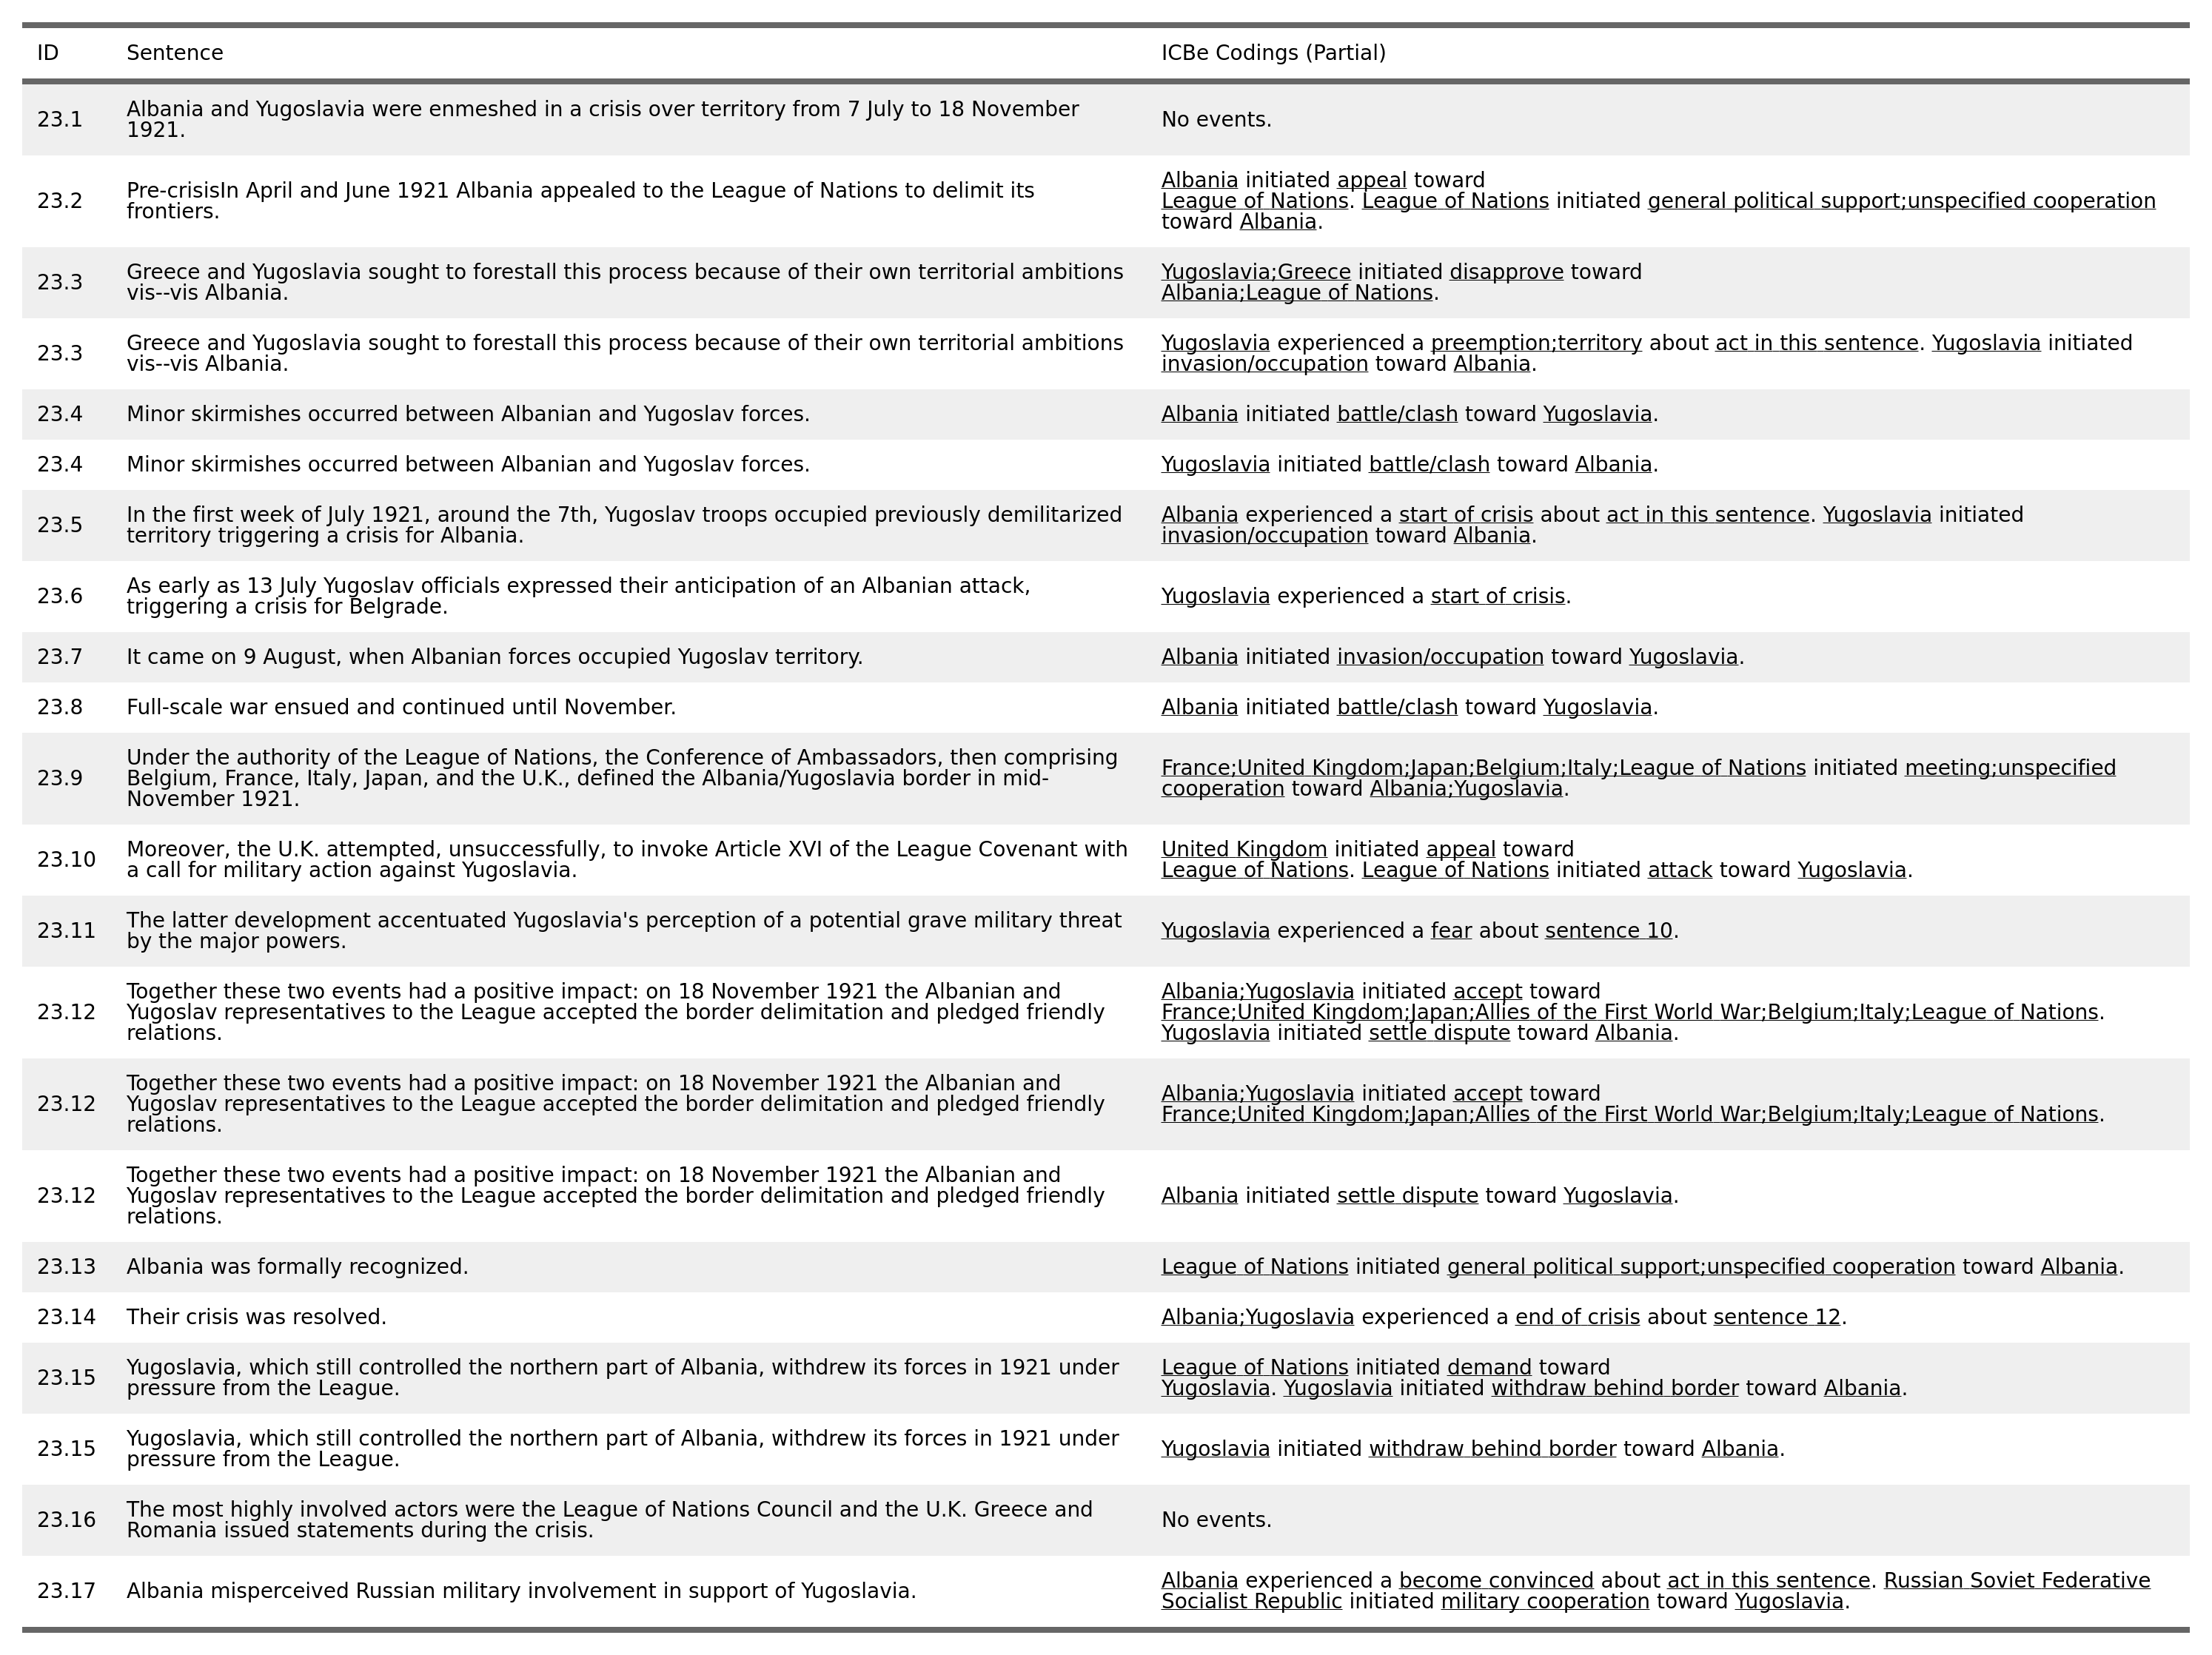 ID Sentence ICBe Codings (Partial)
23.1 Albania and Yugoslavia were enmeshed in a crisis over territory from 7 July to 18 November
1921.
No events.
23.2 Pre-crisisIn April and June 1921 Albania appealed to the League of Nations to delimit its
frontiers.
Albania initiated appeal toward
League of Nations. League of Nations initiated general political support;unspecified cooperation
toward Albania.
23.3 Greece and Yugoslavia sought to forestall this process because of their own territorial ambitions
vis--vis Albania.
Yugoslavia;Greece initiated disapprove toward
Albania;League of Nations.
23.3 Greece and Yugoslavia sought to forestall this process because of their own territorial ambitions
vis--vis Albania.
Yugoslavia experienced a preemption;territory about act in this sentence. Yugoslavia initiated
invasion/occupation toward Albania.
23.4 Minor skirmishes occurred between Albanian and Yugoslav forces. Albania initiated battle/clash toward Yugoslavia.
23.4 Minor skirmishes occurred between Albanian and Yugoslav forces. Yugoslavia initiated battle/clash toward Albania.
23.5 In the first week of July 1921, around the 7th, Yugoslav troops occupied previously demilitarized
territory triggering a crisis for Albania.
Albania experienced a start of crisis about act in this sentence. Yugoslavia initiated
invasion/occupation toward Albania.
23.6 As early as 13 July Yugoslav officials expressed their anticipation of an Albanian attack,
triggering a crisis for Belgrade.
Yugoslavia experienced a start of crisis.
23.7 It came on 9 August, when Albanian forces occupied Yugoslav territory. Albania initiated invasion/occupation toward Yugoslavia.
23.8 Full-scale war ensued and continued until November. Albania initiated battle/clash toward Yugoslavia.
23.9 Under the authority of the League of Nations, the Conference of Ambassadors, then comprising
Belgium, France, Italy, Japan, and the U.K., defined the Albania/Yugoslavia border in mid-
November 1921.
France;United Kingdom;Japan;Belgium;Italy;League of Nations initiated meeting;unspecified
cooperation toward Albania;Yugoslavia.
23.10 Moreover, the U.K. attempted, unsuccessfully, to invoke Article XVI of the League Covenant with
a call for military action against Yugoslavia.
United Kingdom initiated appeal toward
League of Nations. League of Nations initiated attack toward Yugoslavia.
23.11 The latter development accentuated Yugoslavia's perception of a potential grave military threat
by the major powers.
Yugoslavia experienced a fear about sentence 10.
23.12 Together these two events had a positive impact: on 18 November 1921 the Albanian and
Yugoslav representatives to the League accepted the border delimitation and pledged friendly
relations.
Albania;Yugoslavia initiated accept toward
France;United Kingdom;Japan;Allies of the First World War;Belgium;Italy;League of Nations.
Yugoslavia initiated settle dispute toward Albania.
23.12 Together these two events had a positive impact: on 18 November 1921 the Albanian and
Yugoslav representatives to the League accepted the border delimitation and pledged friendly
relations.
Albania;Yugoslavia initiated accept toward
France;United Kingdom;Japan;Allies of the First World War;Belgium;Italy;League of Nations.
23.12 Together these two events had a positive impact: on 18 November 1921 the Albanian and
Yugoslav representatives to the League accepted the border delimitation and pledged friendly
relations.
Albania initiated settle dispute toward Yugoslavia.
23.13 Albania was formally recognized. League of Nations initiated general political support;unspecified cooperation toward Albania.
23.14 Their crisis was resolved. Albania;Yugoslavia experienced a end of crisis about sentence 12.
23.15 Yugoslavia, which still controlled the northern part of Albania, withdrew its forces in 1921 under
pressure from the League.
League of Nations initiated demand toward
Yugoslavia. Yugoslavia initiated withdraw behind border toward Albania.
23.15 Yugoslavia, which still controlled the northern part of Albania, withdrew its forces in 1921 under
pressure from the League.
Yugoslavia initiated withdraw behind border toward Albania.
23.16 The most highly involved actors were the League of Nations Council and the U.K. Greece and
Romania issued statements during the crisis.
No events.
23.17 Albania misperceived Russian military involvement in support of Yugoslavia.
Albania experienced a become convinced about act in this sentence. Russian Soviet Federative
Socialist Republic initiated military cooperation toward Yugoslavia.